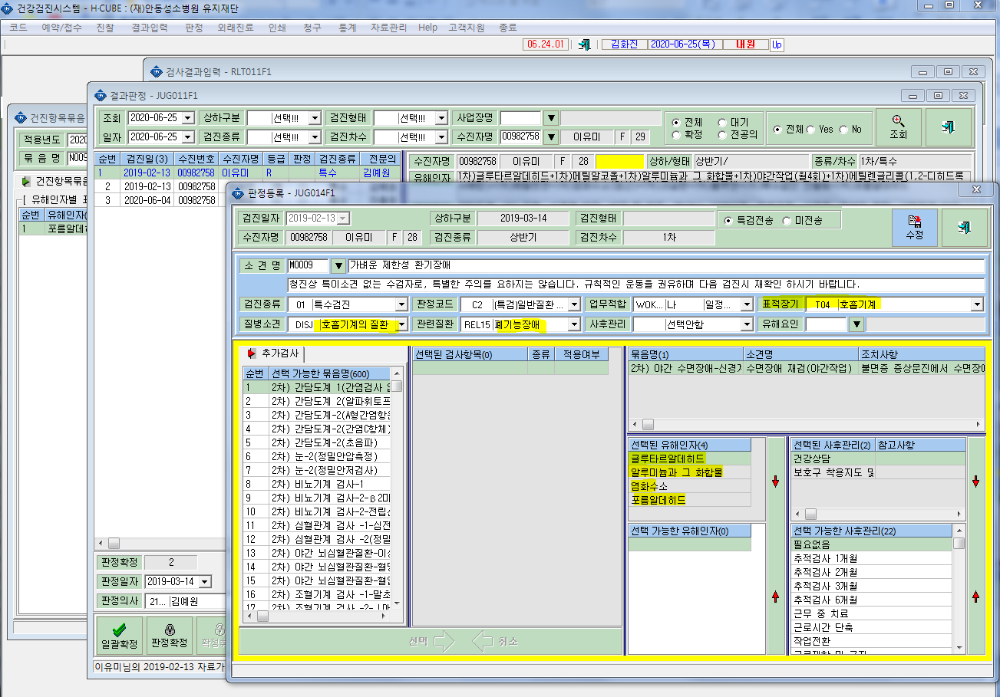 건강검진시스템 - H·CUBE : (재)안동성소병원 유지재단
코드 예약/접수 진찰 결과입력 판정 외래진료 인쇄 청구 통계 자료관리 Help 고객지원 종료
06.24.01 김화진 2020-06-25(목) 내원 Up
검사결과입력 - RLT011F1
결과판정 - JUG011F1
건진항목묶음
적용년도 2020
묶 음 명 N009
건진항목묶음
[ 유해인자별
순번 유해인자(
1 포름알데히
조회 2020-06-25 상하구분 |선택!!! 검진형태 |선택!!! 사업장명 전체 대기 전체 Yes No 조회
일자 2020-06-25 검진종류 |선택!!! 검진차수 |선택!!! 수진자명 00982758 이유미 F 29 확정 전공의
순번 검진일(3) 수진번호 수진자명 등급 판정 검진종류 전문의
1 2019-02-13 00982758 이유미 R 특수 김예원
2 2019-02-13 00982758
3 2020-06-04 00982758
수진자명 00982758 이유미 F 28 상하/형태 상반기/ 종류/차수 1차/특수
유해인자 1차)글루타르알데히드+1차)메틸알코올+1차)알루미늄과 그 화합물+1차)야간작업(월4회)+1차)에틸렌글리콜(1,2-디히드록
판정등록 - JUG014F1
검진일자 2019-02-13 상하구분 2019-03-14 검진형태 특검전송 미전송 수정
수진자명 00982758 이유미 F 28 검진종류 상반기 검진차수 1차
소 견 명 M0009 가벼운 제한성 환기장애
청진상 특이소견 없는 수검자로, 특별한 주의를 요하지는 않습니다. 규칙적인 운동을 권유하며 다음 검진시 재확인 하시기 바랍니다.
검진종류 01 |특수검진 판정코드 C2 |(특검)일반질환 ... 업무적합 WOK...|나 일정... 표적장기 T04 |호흡기계
질병소견 DISJ |호흡기계의 질환 관련질환 REL15|폐기능장애 사후관리 |선택안함 유해요인
추가검사
순번 선택 가능한 묶음명(600)
1 2차) 간담도계 1(간염검사
2 2차) 간담도계 2(알파휘토프
3 2차) 간담도계-2(A형간염항
4 2차) 간담도계-2(간염C항체)
5 2차) 간담도계-2(초음파)
6 2차) 눈-2(정밀안압측정)
7 2차) 눈-2(정밀안저검사)
8 2차) 비뇨기계 검사-1
9 2차) 비뇨기계 검사-2-β2마
10 2차) 비뇨기계 검사-2-전립
11 2차) 심혈관계 검사 -1-심전
12 2차) 심혈관계 검사 -2(정밀
13 2차) 야간 뇌심혈관질환-이상
14 2차) 야간 뇌심혈관질환-혈당
15 2차) 야간 뇌심혈관질환-혈압
16 2차) 조혈기계 검사 -1-말초
17 2차) 조혈기계 검사 -2-
선택된 검사항목(0) 종류 적용여부
선택 취소
묶음명(1) 소견명 조치사항
2차) 야간 수면장애-신경 수면장애 재검(야간작업) 불면증 증상문진에서 수면장애
선택된 유해인자(4)
글루타르알데히드
알루미늄과 그 화합물
염화수소
포름알데히드
선택 가능한 유해인자(0)
선택된 사후관리(2) 참고사항
건강상담
보호구 착용지도 및
선택 가능한 사후관리(22)
필요없음
추적검사 1개월
추적검사 2개월
추적검사 3개월
추적검사 6개월
근무 중 치료
근로시간 단축
작업전환
판정확정 2
판정일자 2019-03-14
판정의사 21... |김예원
일괄확정 판정확정
이유미님의 2019-02-13 자료가